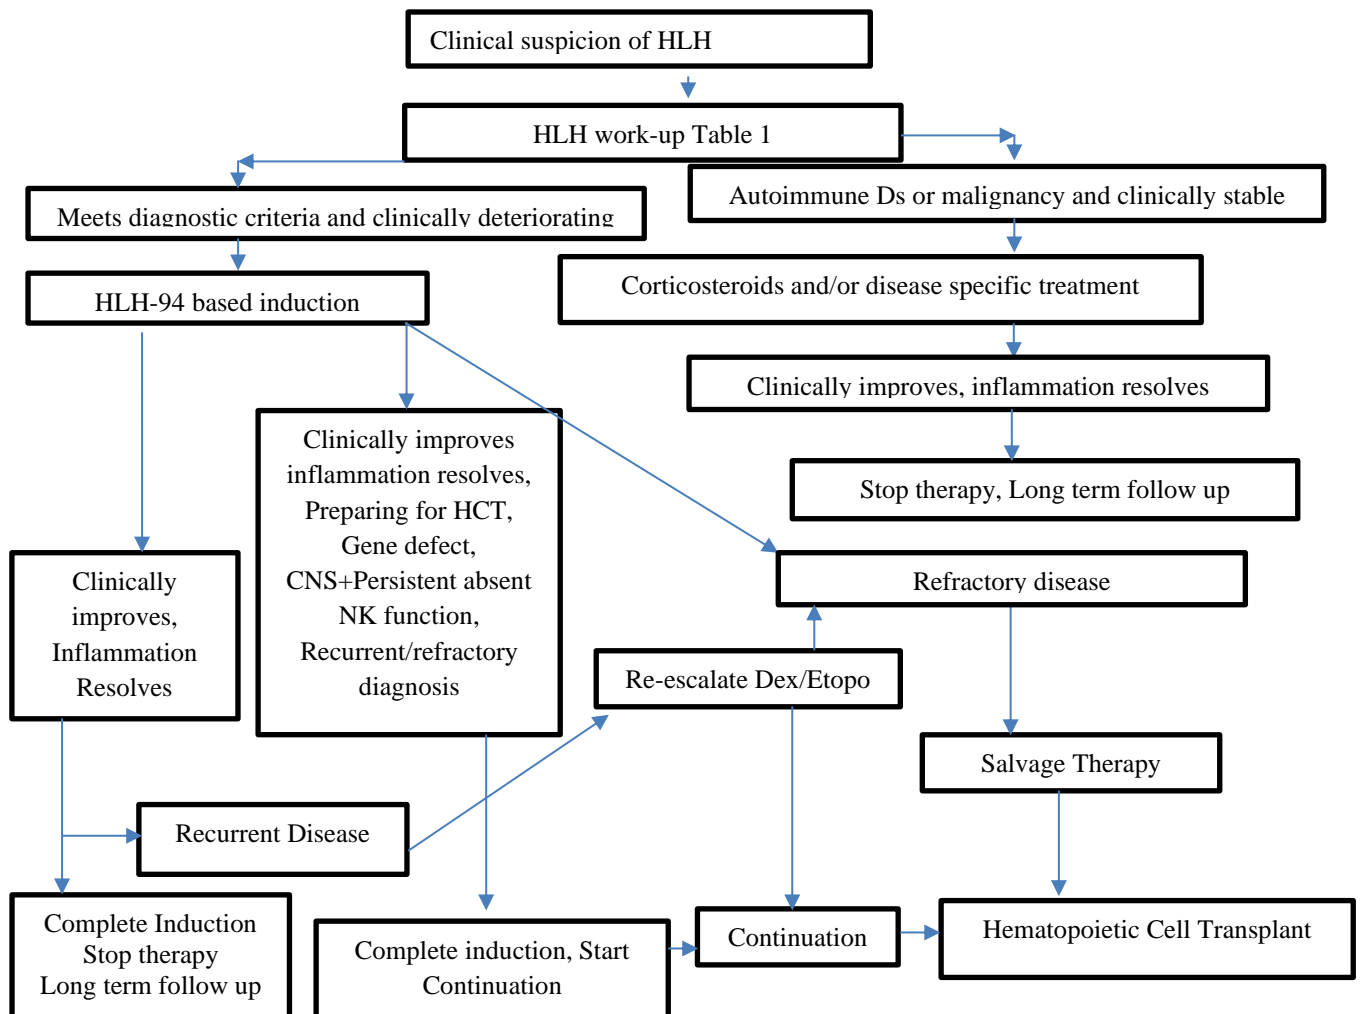 Clinical suspicion of HLH
HLH work-up Table 1
Meets diagnostic criteria and clinically deteriorating
Autoimmune Ds or malignancy and clinically stable
HLH-94 based induction
Corticosteroids and/or disease specific treatment
Clinically improves, inflammation resolves
Stop therapy, Long term follow up
Clinically improves
inflammation resolves,
Preparing for HCT,
Gene defect,
CNS+Persistent absent
NK function,
Recurrent/refractory
diagnosis
Clinically
improves,
Inflammation
Resolves
Refractory disease
Re-escalate Dex/Etopo
Salvage Therapy
Recurrent Disease
Complete Induction
Stop therapy
Long term follow up
Complete induction, Start
Continuation
Continuation
Hematopoietic Cell Transplant